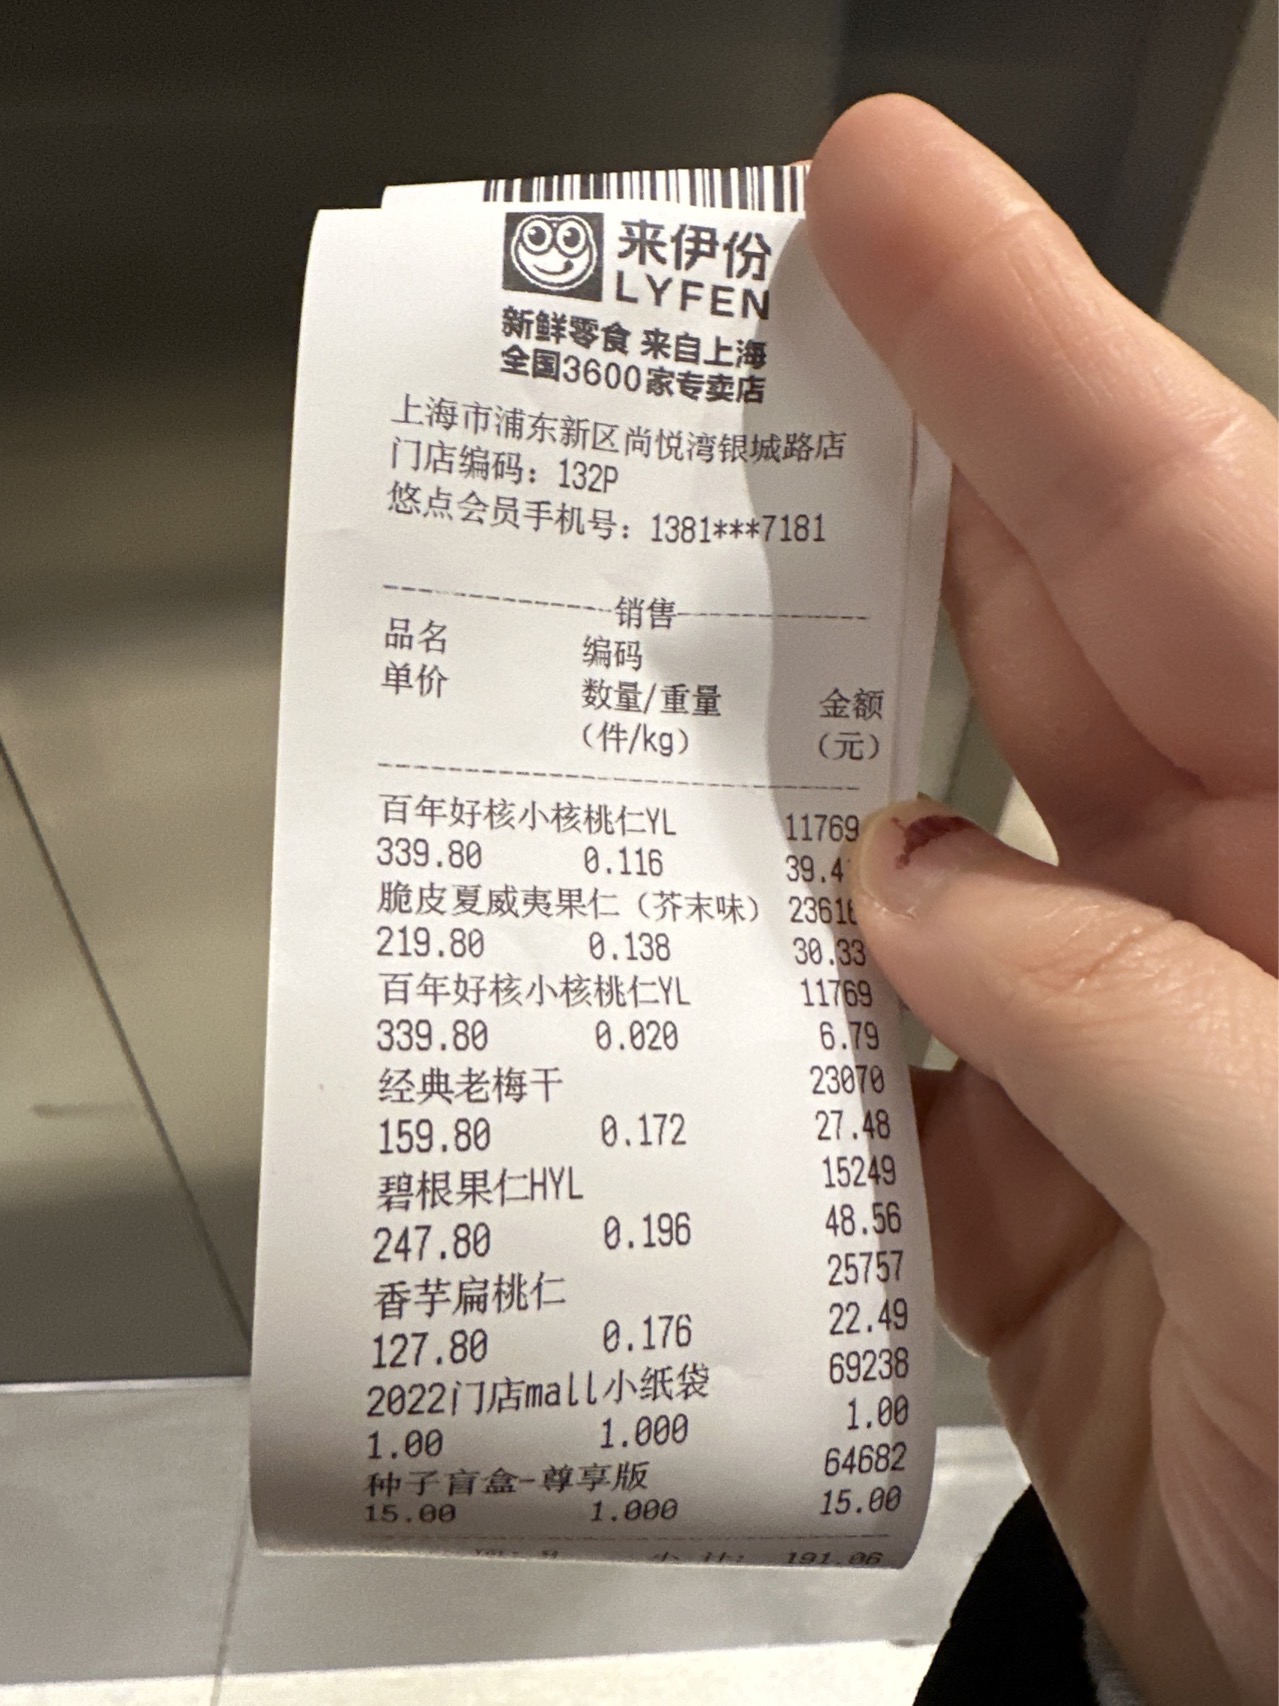 来伊份
LYFEN
新鲜零食 来自上海
全国3600家专卖店
上海市浦东新区尚悦湾银城路店
门店编码：132P
悠点会员手机号：1381***7181
销售
品名 编码
单价 数量/重量 金额
（件/kg） （元）
百年好核小核桃仁YL 11769
339.80 0.116
脆皮夏威夷果仁（芥末味）
219.80 0.138 30.33
百年好核小核桃仁YL 11769
339.80 0.020 6.79
经典老梅干 23070
159.80 0.172 27.48
碧根果仁HYL 15249
247.80 0.196 48.56
香芋扁桃仁 25757
127.80 0.176 22.49
2022门店mall小纸袋 69238
1.00 1.000 1.00
种子盲盒-尊享版 64682
15.00 1.000 15.00
小 计： 191.06